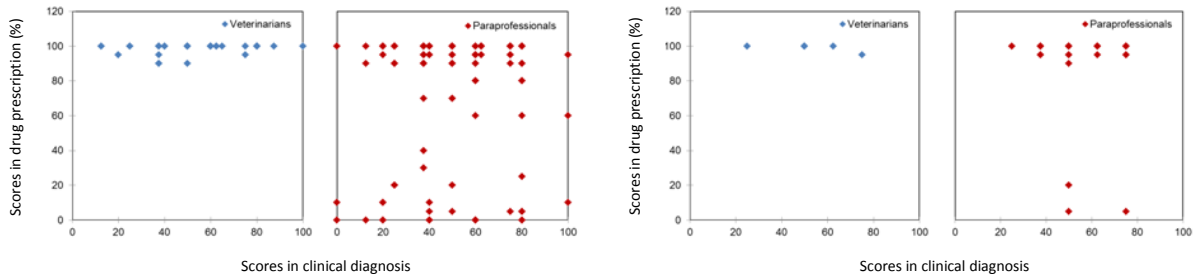 Scores in drug prescription (%)
120
100
80
60
40
20
0
Veterinarians
0 20 40 60 80 100
Paraprofessionals
0 20 40 60 80 100
Scores in clinical diagnosis
Scores in drug prescription (%)
120
100
80
60
40
20
0
Veterinarians
0 20 40 60 80 100
Paraprofessionals
0 20 40 60 80 100
Scores in clinical diagnosis